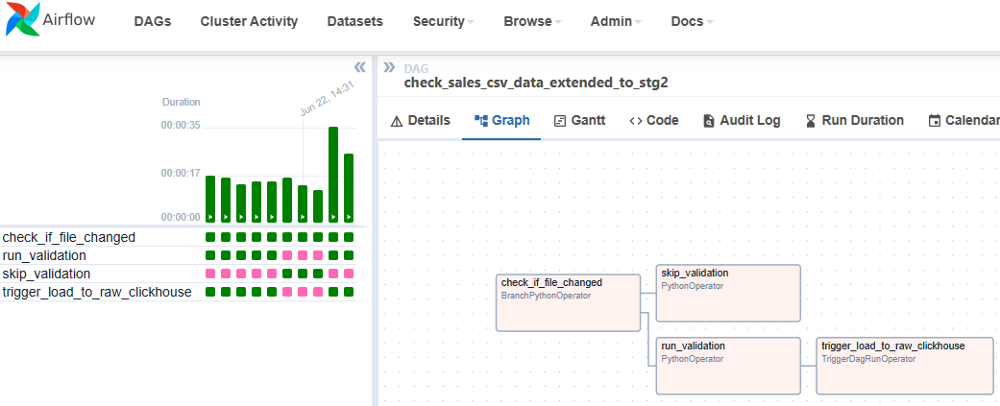 Airflow
DAGs
Cluster Activity
Datasets
Security
Browse
Admin
Docs
DAG
check_sales_csv_data_extended_to_stg2
Details
Graph
Gantt
Code
Audit Log
Run Duration
Calendar
Jun 22, 14:31
Duration
00:00:35
00:00:17
00:00:00
check_if_file_changed
run_validation
skip_validation
trigger_load_to_raw_clickhouse
check_if_file_changed
BranchPythonOperator
skip_validation
PythonOperator
run_validation
PythonOperator
trigger_load_to_raw_clickhouse
TriggerDagRunOperator